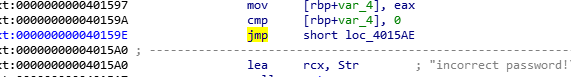 xt:0000000000401597 mov [rbp+var_4], eax
xt:000000000040159A cmp [rbp+var_4], 0
xt:000000000040159E jmp short loc_4015AE
xt:00000000004015A0 ; ---------------------------------------------------------------
xt:00000000004015A0 lea rcx, Str ; "incorrect password!